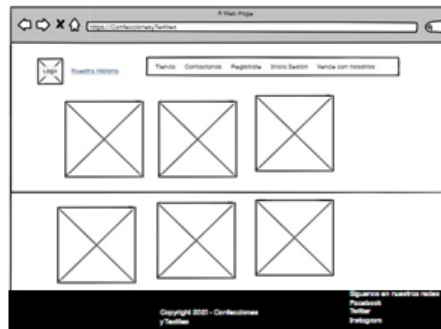 A Web Page
https://ConfeccionesyTextiles
Logo
Nuestra Historia
Tienda Contactanos Registrate Inicio Sesión Vende con nosotros
Siguenos en nuestras redes
Facebook
Twitter
Instagram
Copyright 2021 - Confecciones
y Textiles